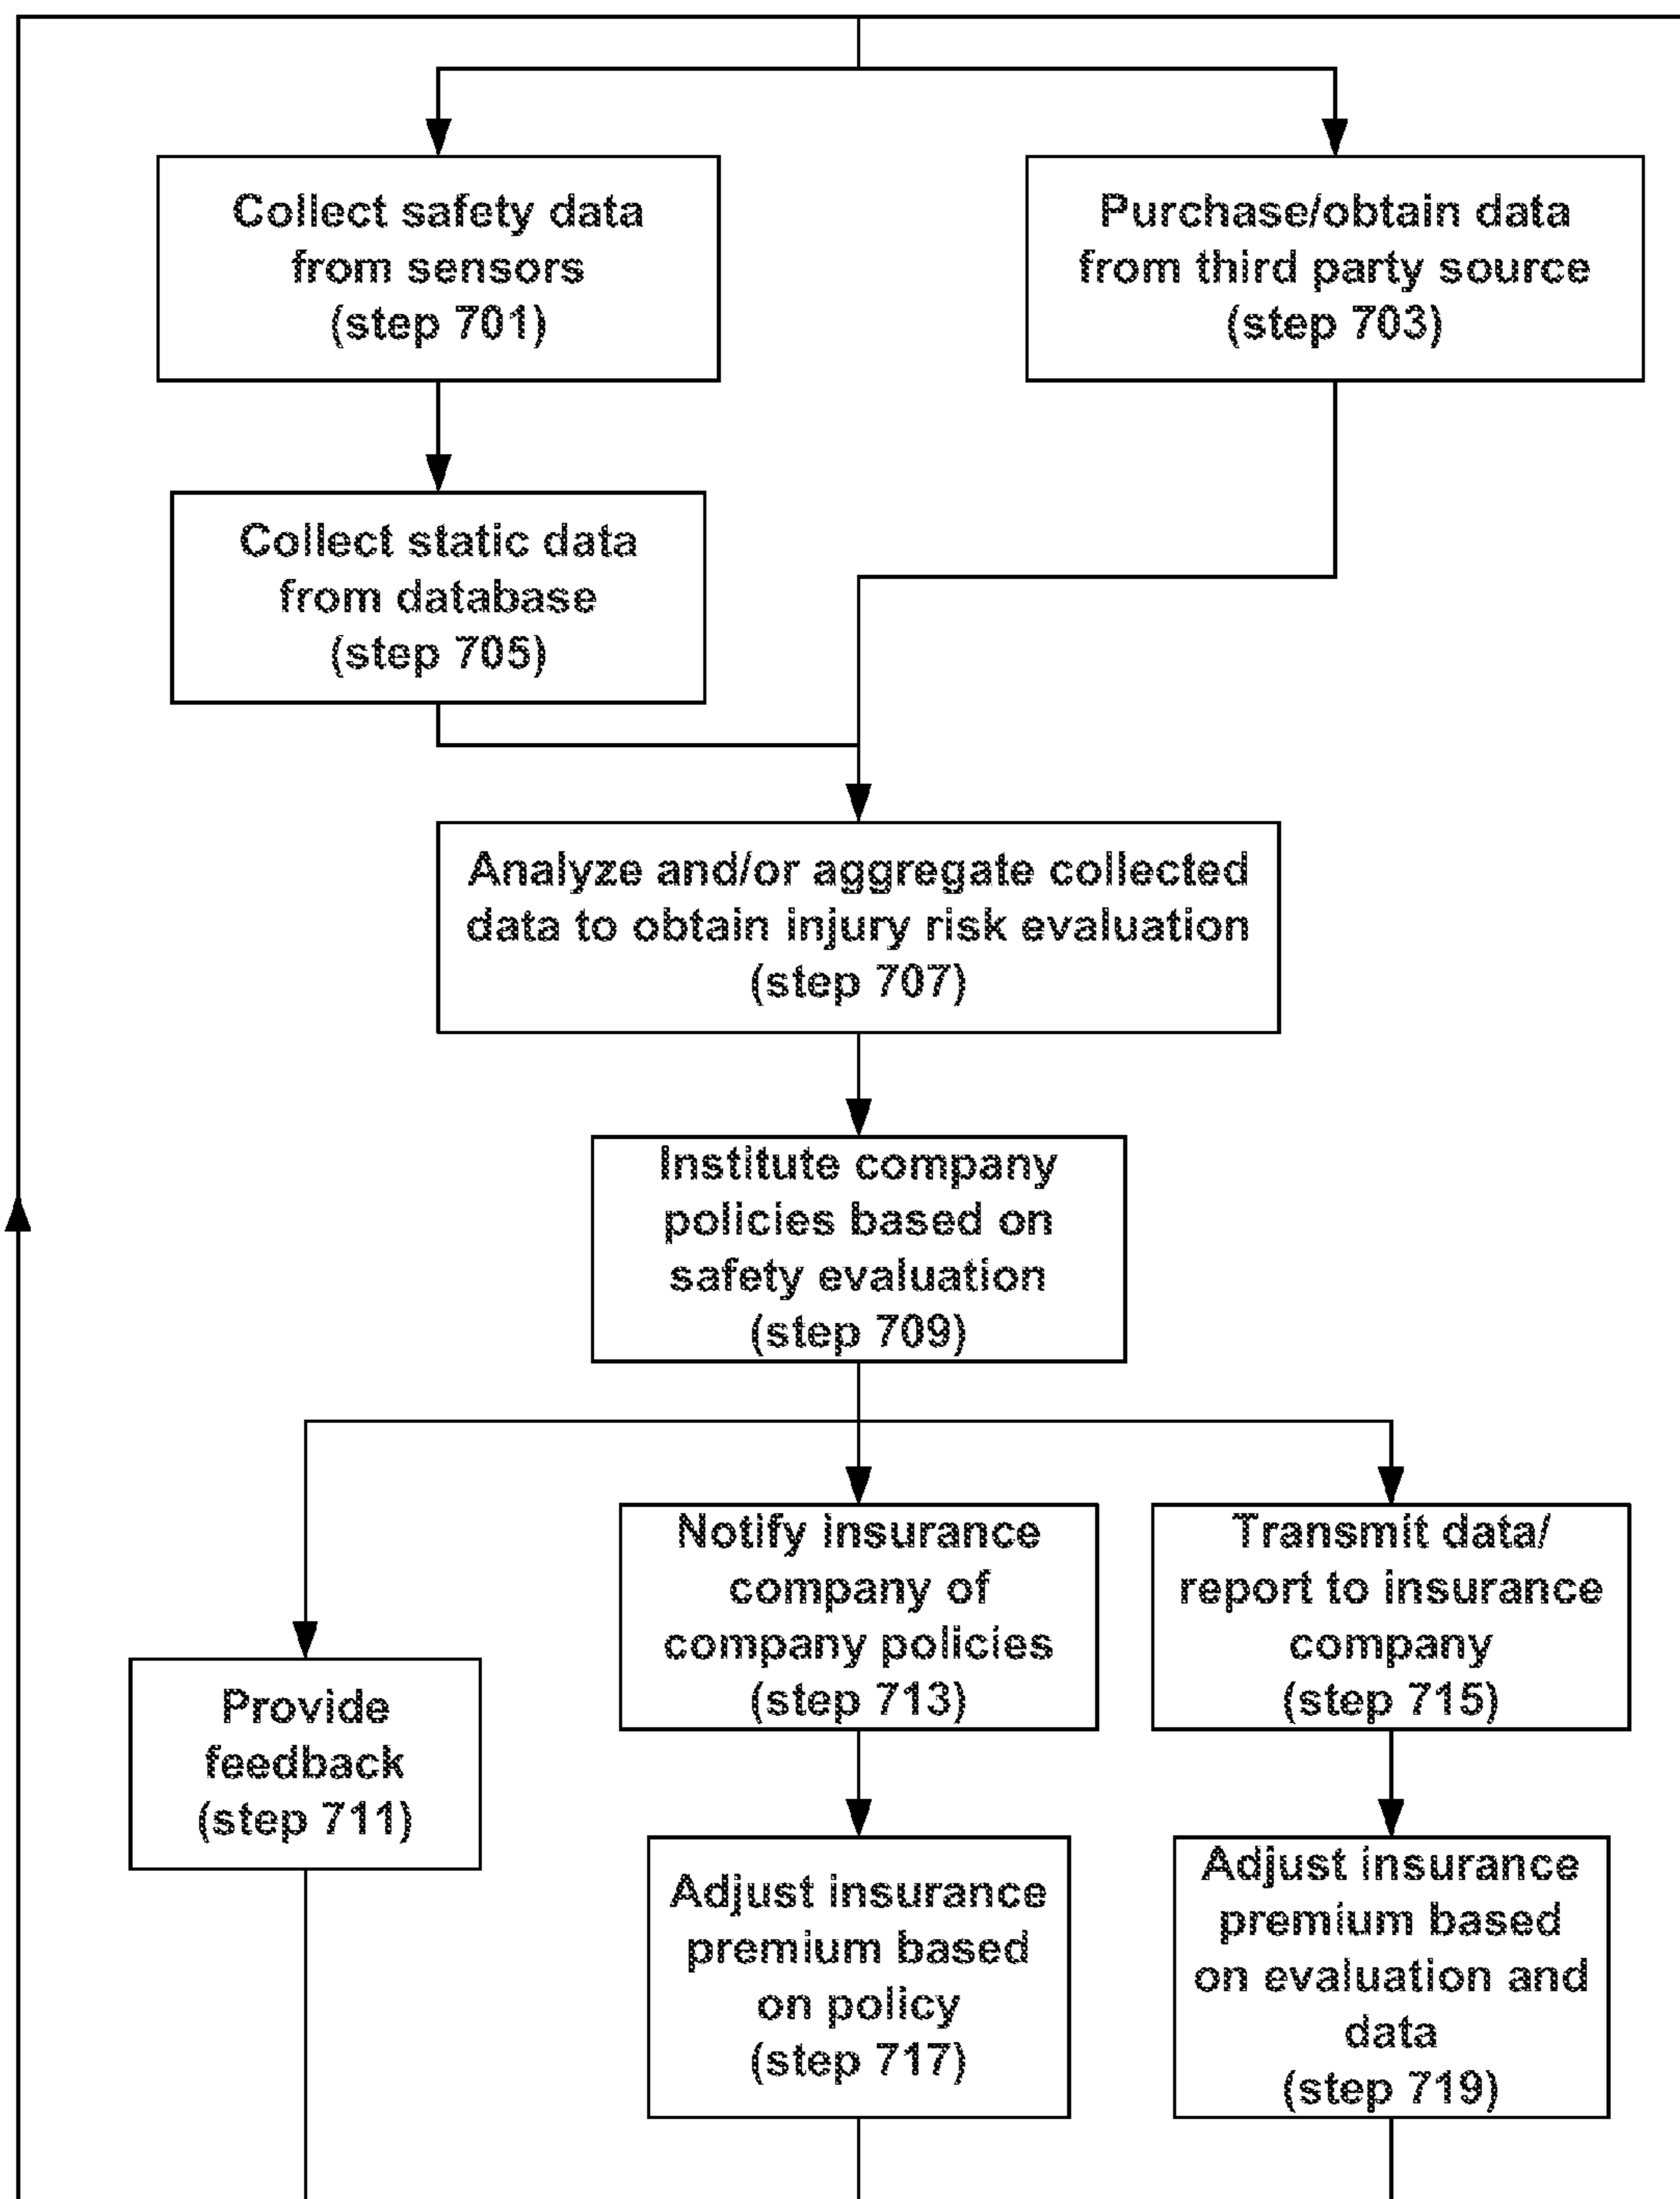 Collect safety data
from sensors
(step 701)
Purchase/obtain data
from third party source
(step 703)
Collect static data
from database
(step 705)
Analyze and/or aggregate collected
data to obtain injury risk evaluation
(step 707)
Institute company
policies based on
safety evaluation
(step 709)
Provide
feedback
(step 711)
Notify insurance
company of
company policies
(step 713)
Transmit data/
report to insurance
company
(step 715)
Adjust insurance
premium based
on policy
(step 717)
Adjust insurance
premium based
on evaluation and
data
(step 719)